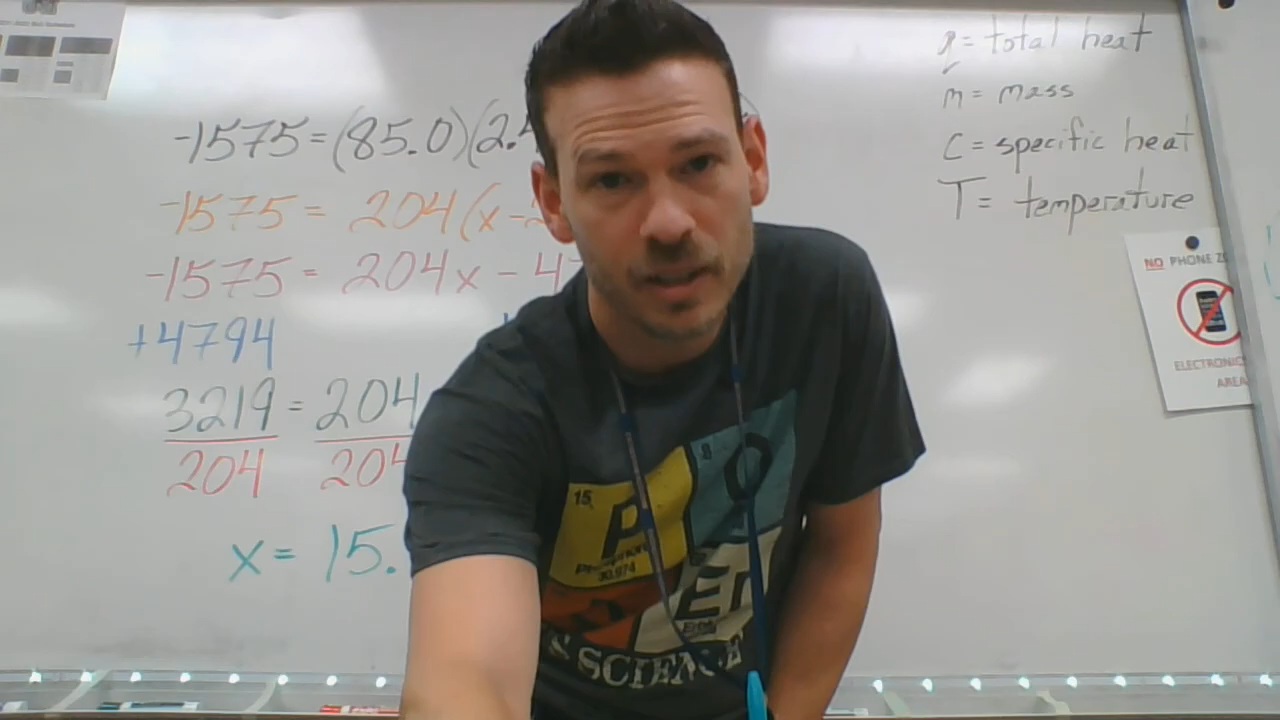 -1575=(85.0)(2.
-1575= 204(x-
-1575= 204x-4
+4794
3219=204
204 204
x= 15.
q= total heat
m= mass
C= specific heat
T= temperature
NO PHONE
ELECTRONIC
AREA
15
P
30.974
8
O
Er
SCIENCE